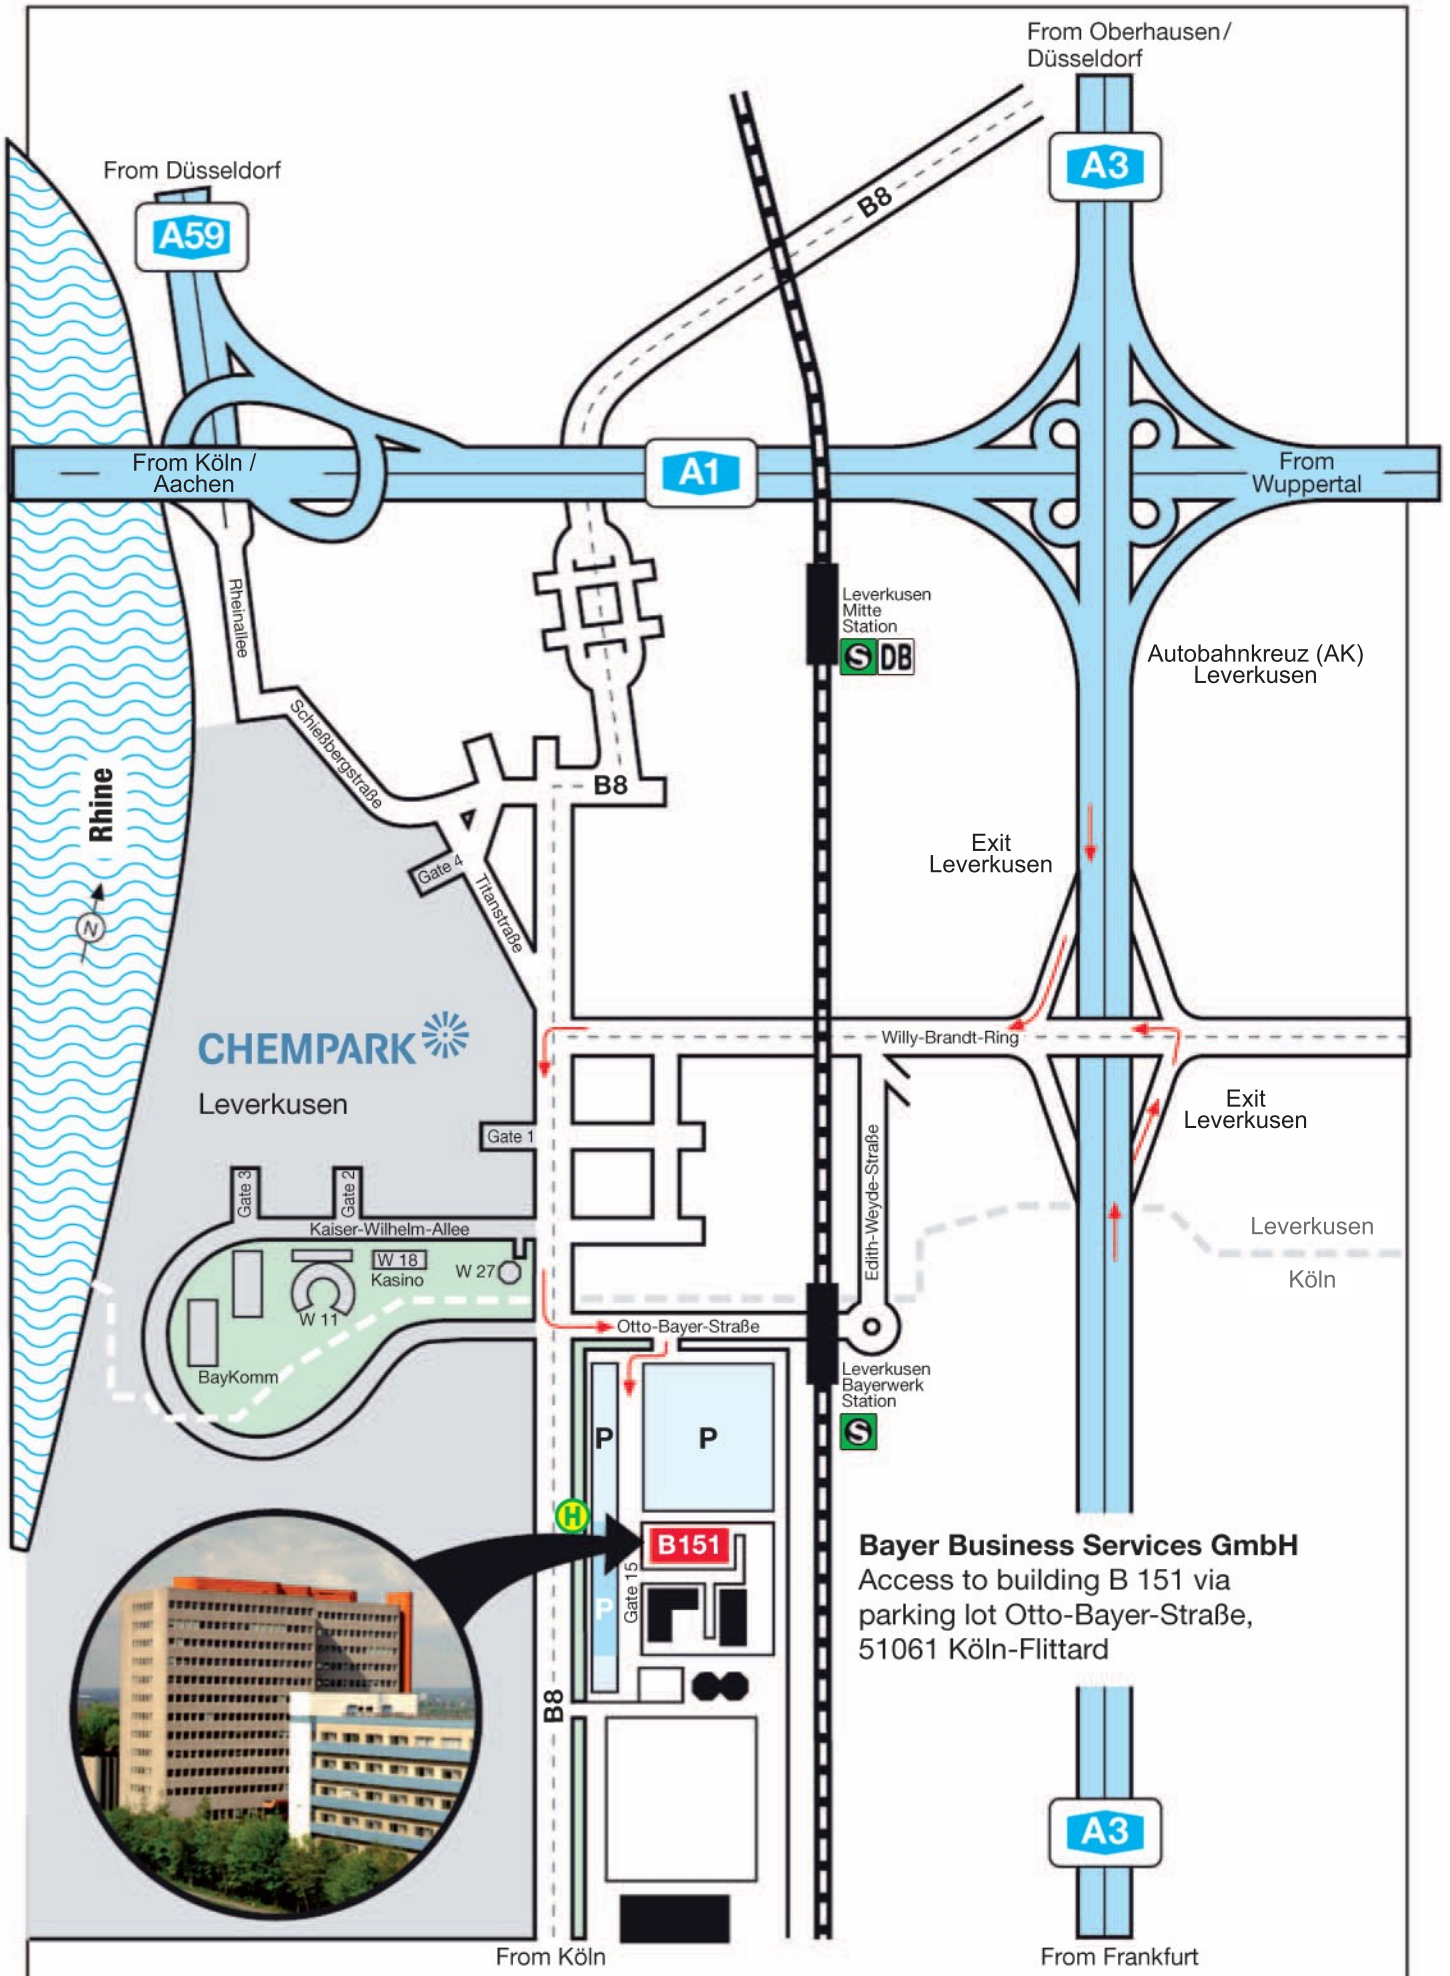 From Oberhausen/
Düsseldorf
A3
From Düsseldorf
A59
B8
From Köln /
Aachen
A1
From
Wuppertal
Rheinallee
Leverkusen
Mitte
Station
S
DB
Autobahnkreuz (AK)
Leverkusen
Schießbergstraße
Rhine
B8
Exit
Leverkusen
Gate 4
Titanstraße
N
CHEMPARK
Leverkusen
Willy-Brandt-Ring
Exit
Leverkusen
Gate 1
Edith-Weyde-Straße
Gate 3
Gate 2
Kaiser-Wilhelm-Allee
Leverkusen
Köln
W 18
Kasino
W 27
W 11
BayKomm
Otto-Bayer-Straße
Leverkusen
Bayerwerk
Station
S
P
P
H
B151
Gate 15
P
Bayer Business Services GmbH
Access to building B 151 via
parking lot Otto-Bayer-Straße,
51061 Köln-Flittard
B8
A3
From Köln
From Frankfurt